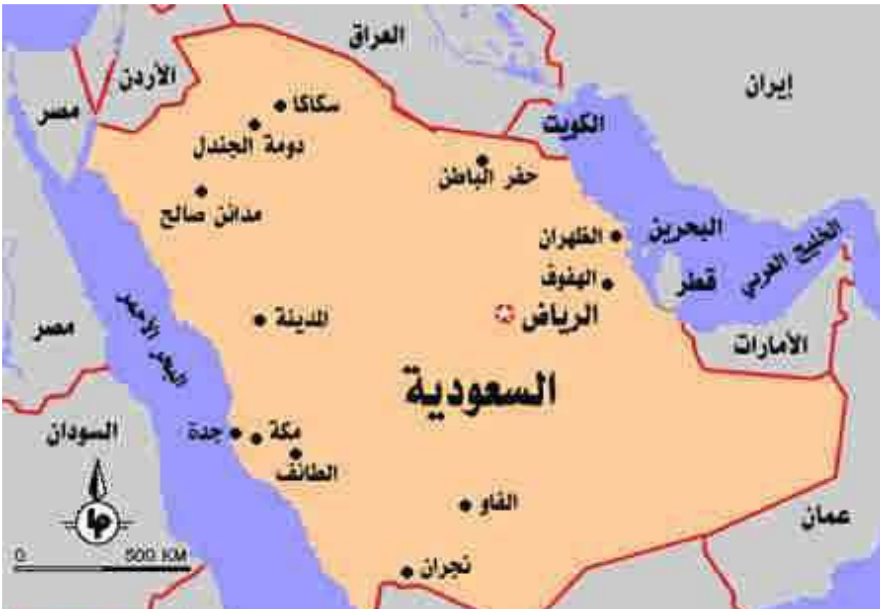 العراق
الأردن
إيران
مصر
سكاكا
الكويت
دومة الجندل
حفر الباطن
مدائن صالح
البحرين
الظهران
الخليج العربي
الهفوف
قطر
الرياض
المدينة
مصر
البحر الأحمر
الأمارات
السعودية
السودان
جدة
مكة
الطائف
الفاو
عمان
lp
0
500 KM
نجران